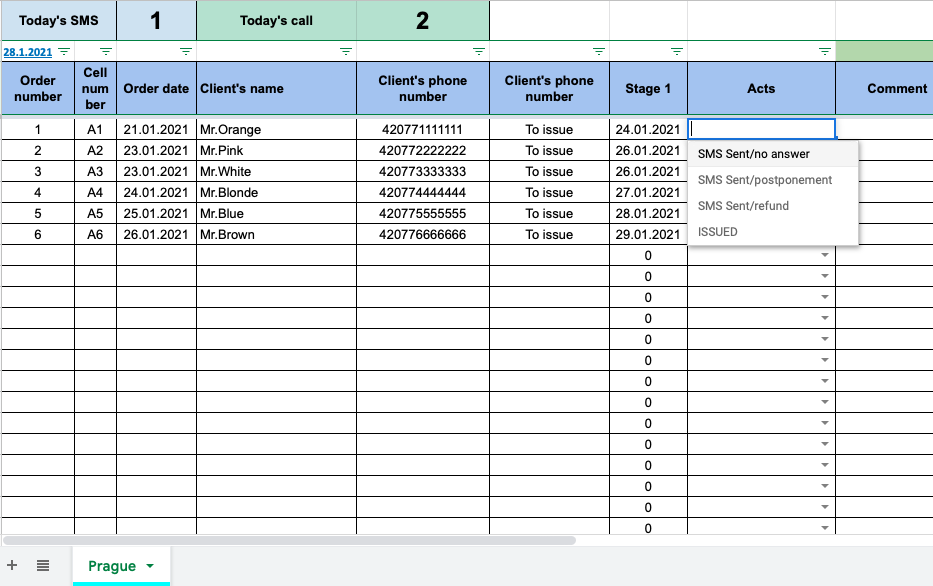 Today's SMS 1 Today's call 2
28.1.2021
Order number Cell num ber Order date Client's name Client's phone number Client's phone number Stage 1 Acts Comment
1 A1 21.01.2021 Mr.Orange 420771111111 To issue 24.01.2021
2 A2 23.01.2021 Mr.Pink 420772222222 To issue 26.01.2021 SMS Sent/no answer
3 A3 23.01.2021 Mr.White 420773333333 To issue 26.01.2021 SMS Sent/postponement
4 A4 24.01.2021 Mr.Blonde 420774444444 To issue 27.01.2021
5 A5 25.01.2021 Mr.Blue 420775555555 To issue 28.01.2021 SMS Sent/refund
6 A6 26.01.2021 Mr.Brown 420776666666 To issue 29.01.2021 ISSUED
0
0
0
0
0
0
0
0
0
0
0
0
0
0
Prague